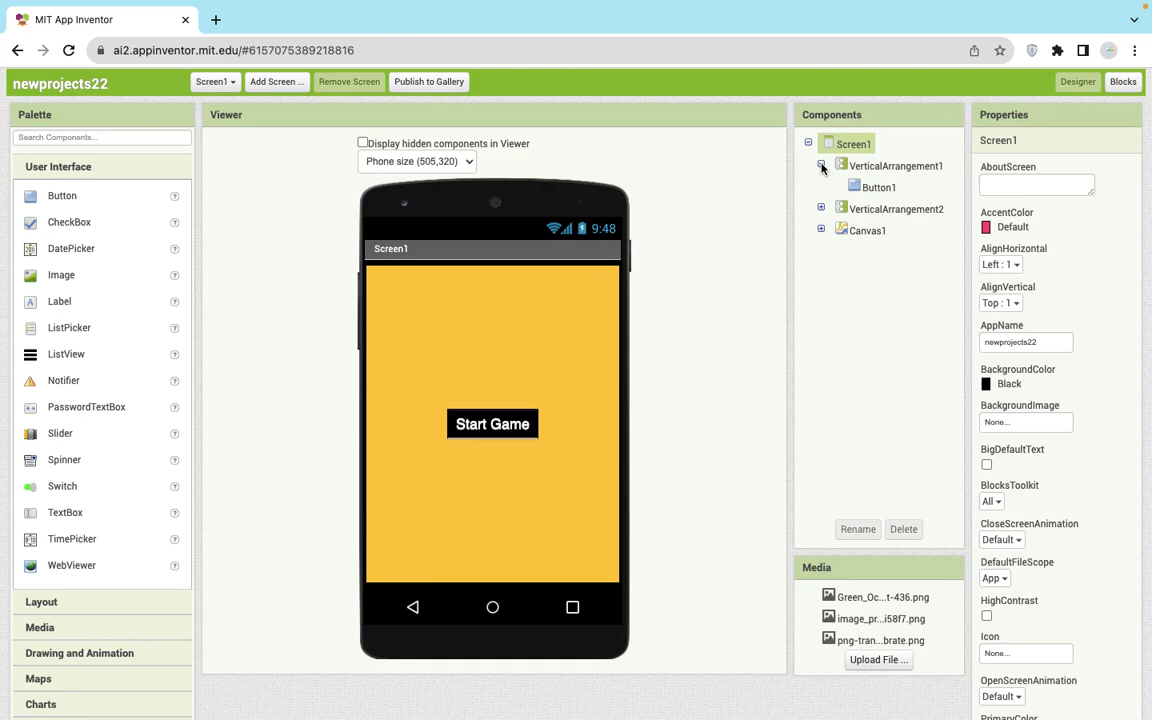 MIT App Inventor
ai2.appinventor.mit.edu/#6157075389218816
newprojects22
Screen1
Add Screen ...
Remove Screen
Publish to Gallery
Designer
Blocks
Palette
Search Components...
User Interface
Button
CheckBox
DatePicker
Image
Label
ListPicker
ListView
Notifier
PasswordTextBox
Slider
Spinner
Switch
TextBox
TimePicker
WebViewer
Layout
Media
Drawing and Animation
Maps
Charts
Viewer
Display hidden components in Viewer
Phone size (505,320)
9:48
Screen1
Start Game
Components
Screen1
VerticalArrangement1
Button1
VerticalArrangement2
Canvas1
Rename
Delete
Media
Green_Oc...t-436.png
image_pr...i58f7.png
png-tran...brate.png
Upload File ...
Properties
Screen1
AboutScreen
AccentColor
Default
AlignHorizontal
Left : 1
AlignVertical
Top : 1
AppName
newprojects22
BackgroundColor
Black
BackgroundImage
None...
BigDefaultText
BlocksToolkit
All
CloseScreenAnimation
Default
DefaultFileScope
App
HighContrast
Icon
None...
OpenScreenAnimation
Default